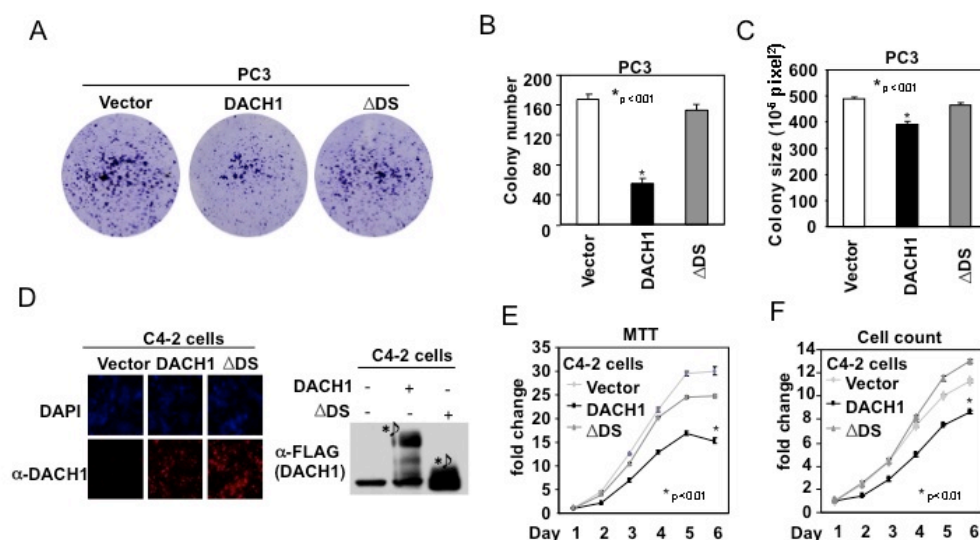 A
PC3
Vector DACH1 ΔDS
B
PC3
Colony number
200
160
120
80
40
0
* p < 0.01
*
Vector
DACH1
ΔDS
C
PC3
Colony size (10⁻⁵ pixel²)
600
500
400
300
200
100
0
* p < 0.01
*
Vector
DACH1
ΔDS
D
C4-2 cells
Vector DACH1 ΔDS
DAPI
α-DACH1
C4-2 cells
DACH1 - + -
ΔDS - - +
α-FLAG
(DACH1)
*
*
E
MTT
fold change
35
30
25
20
15
10
5
0
C4-2 cells
Vector
DACH1
ΔDS
*
* p < 0.01
Day 1 2 3 4 5 6
F
Cell count
fold change
14
12
10
8
6
4
2
0
C4-2 cells
Vector
DACH1
ΔDS
*
* p < 0.01
Day 1 2 3 4 5 6